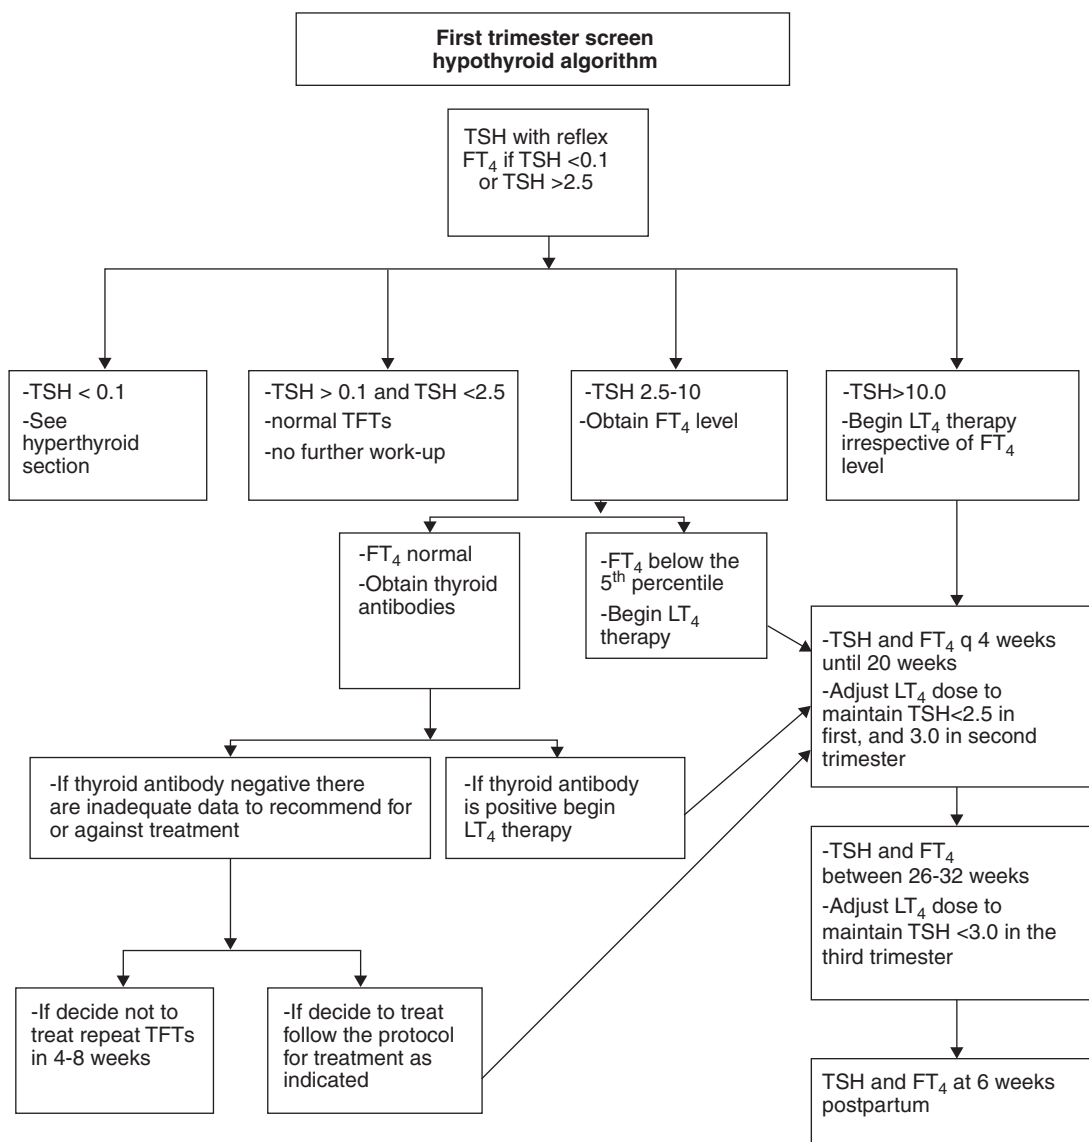 First trimester screen
hypothyroid algorithm
TSH with reflex
FT₄ if TSH <0.1
or TSH >2.5
-TSH < 0.1
-See
hyperthyroid
section
-TSH > 0.1 and TSH <2.5
-normal TFTs
-no further work-up
-TSH 2.5-10
-Obtain FT₄ level
-TSH>10.0
-Begin LT₄ therapy
irrespective of FT₄
level
-FT₄ normal
-Obtain thyroid
antibodies
-FT₄ below the
5th percentile
-Begin LT₄
therapy
-TSH and FT₄ q 4 weeks
until 20 weeks
-Adjust LT₄ dose to
maintain TSH<2.5 in
first, and 3.0 in second
trimester
-If thyroid antibody negative there
are inadequate data to recommend for
or against treatment
-If thyroid antibody
is positive begin
LT₄ therapy
-TSH and FT₄
between 26-32 weeks
-Adjust LT₄ dose to
maintain TSH <3.0 in the
third trimester
-If decide not to
treat repeat TFTs
in 4-8 weeks
-If decide to treat
follow the protocol
for treatment as
indicated
TSH and FT₄ at 6 weeks
postpartum